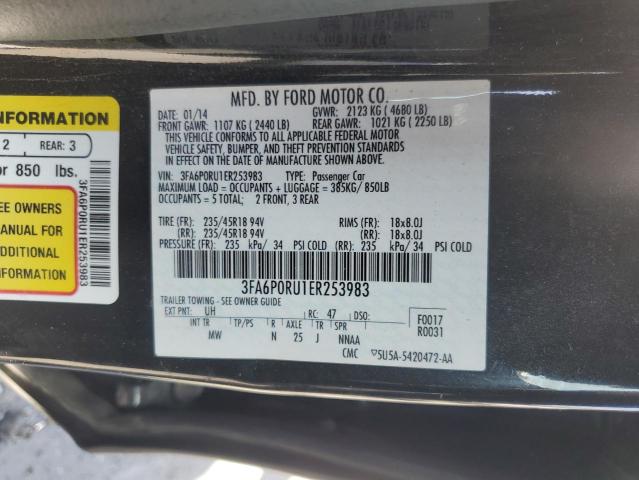 MFD. BY FORD MOTOR CO.
DATE: 01/14
GVWR: 2123 KG ( 4680 LB)
FRONT GAWR: 1107 KG ( 2440 LB)
REAR GAWR: 1021 KG ( 2250 LB)
THIS VEHICLE CONFORMS TO ALL APPLICABLE FEDERAL MOTOR
VEHICLE SAFETY, BUMPER, AND THEFT PREVENTION STANDARDS
IN EFFECT ON THE DATE OF MANUFACTURE SHOWN ABOVE.
VIN: 3FA6P0RU1ER253983 TYPE: Passenger Car
MAXIMUM LOAD = OCCUPANTS + LUGGAGE = 385KG/ 850LB
OCCUPANTS = 5 TOTAL; 2 FRONT, 3 REAR
TIRE (FR): 235/45R18 94V RIMS (FR): 18x8.0J
(RR): 235/45R18 94V (RR): 18x8.0J
PRESSURE (FR): 235 kPa/ 34 PSI COLD (RR): 235 kPa/ 34 PSI COLD
3FA6P0RU1ER253983
TRAILER TOWING - SEE OWNER GUIDE
EXT PNT: UH RC: 47 DSO: F0017
R0031
INT TR TP/PS R AXLE TR SPR
MW N 25 J NNAA
CMC 5U5A-5420472-AA
INFORMATION
2 REAR: 3
or 850 lbs.
EE OWNERS
ANUAL FOR
ADDITIONAL
INFORMATION
3FA6P0RU1ER253983